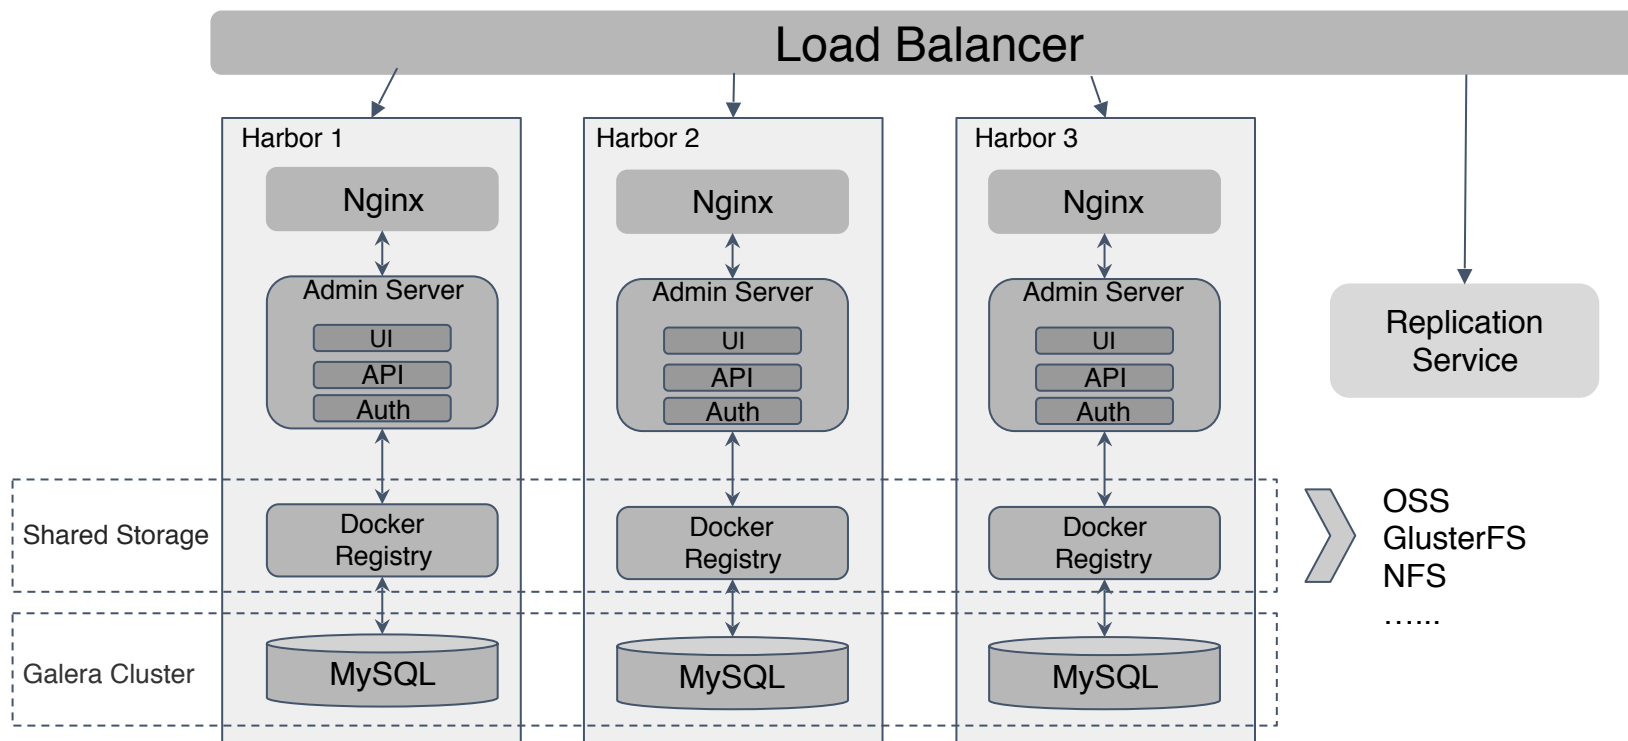 Load Balancer
Harbor 1
Nginx
Admin Server
UI
API
Auth
Docker
Registry
MySQL
Harbor 2
Nginx
Admin Server
UI
API
Auth
Docker
Registry
MySQL
Harbor 3
Nginx
Admin Server
UI
API
Auth
Docker
Registry
MySQL
Replication
Service
Shared Storage
Galera Cluster
OSS
GlusterFS
NFS
…...